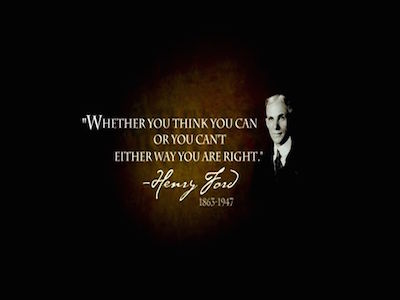 "Whether you think you can
or you can't
either way you are right."
-Henry Ford
1863-1947